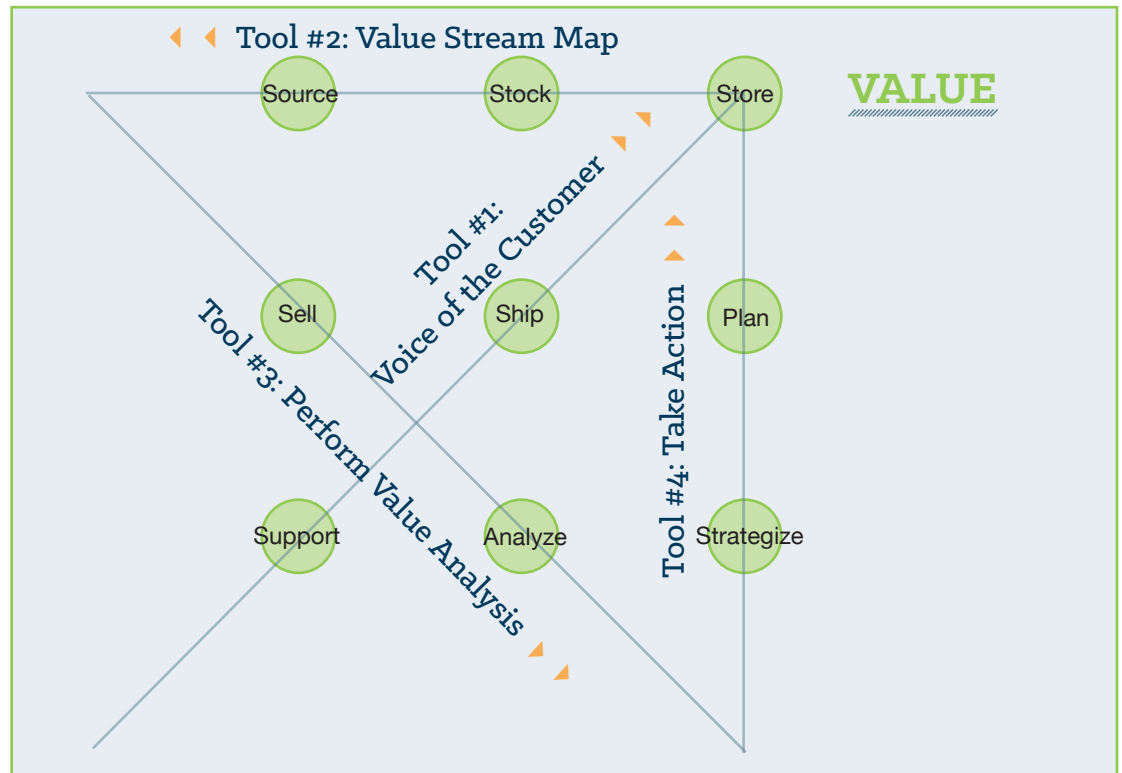 Tool #2: Value Stream Map
Source
Stock
Store
VALUE
Tool #1:
Voice of the Customer
Sell
Ship
Plan
Tool #3: Perform Value Analysis
Tool #4: Take Action
Support
Analyze
Strategize